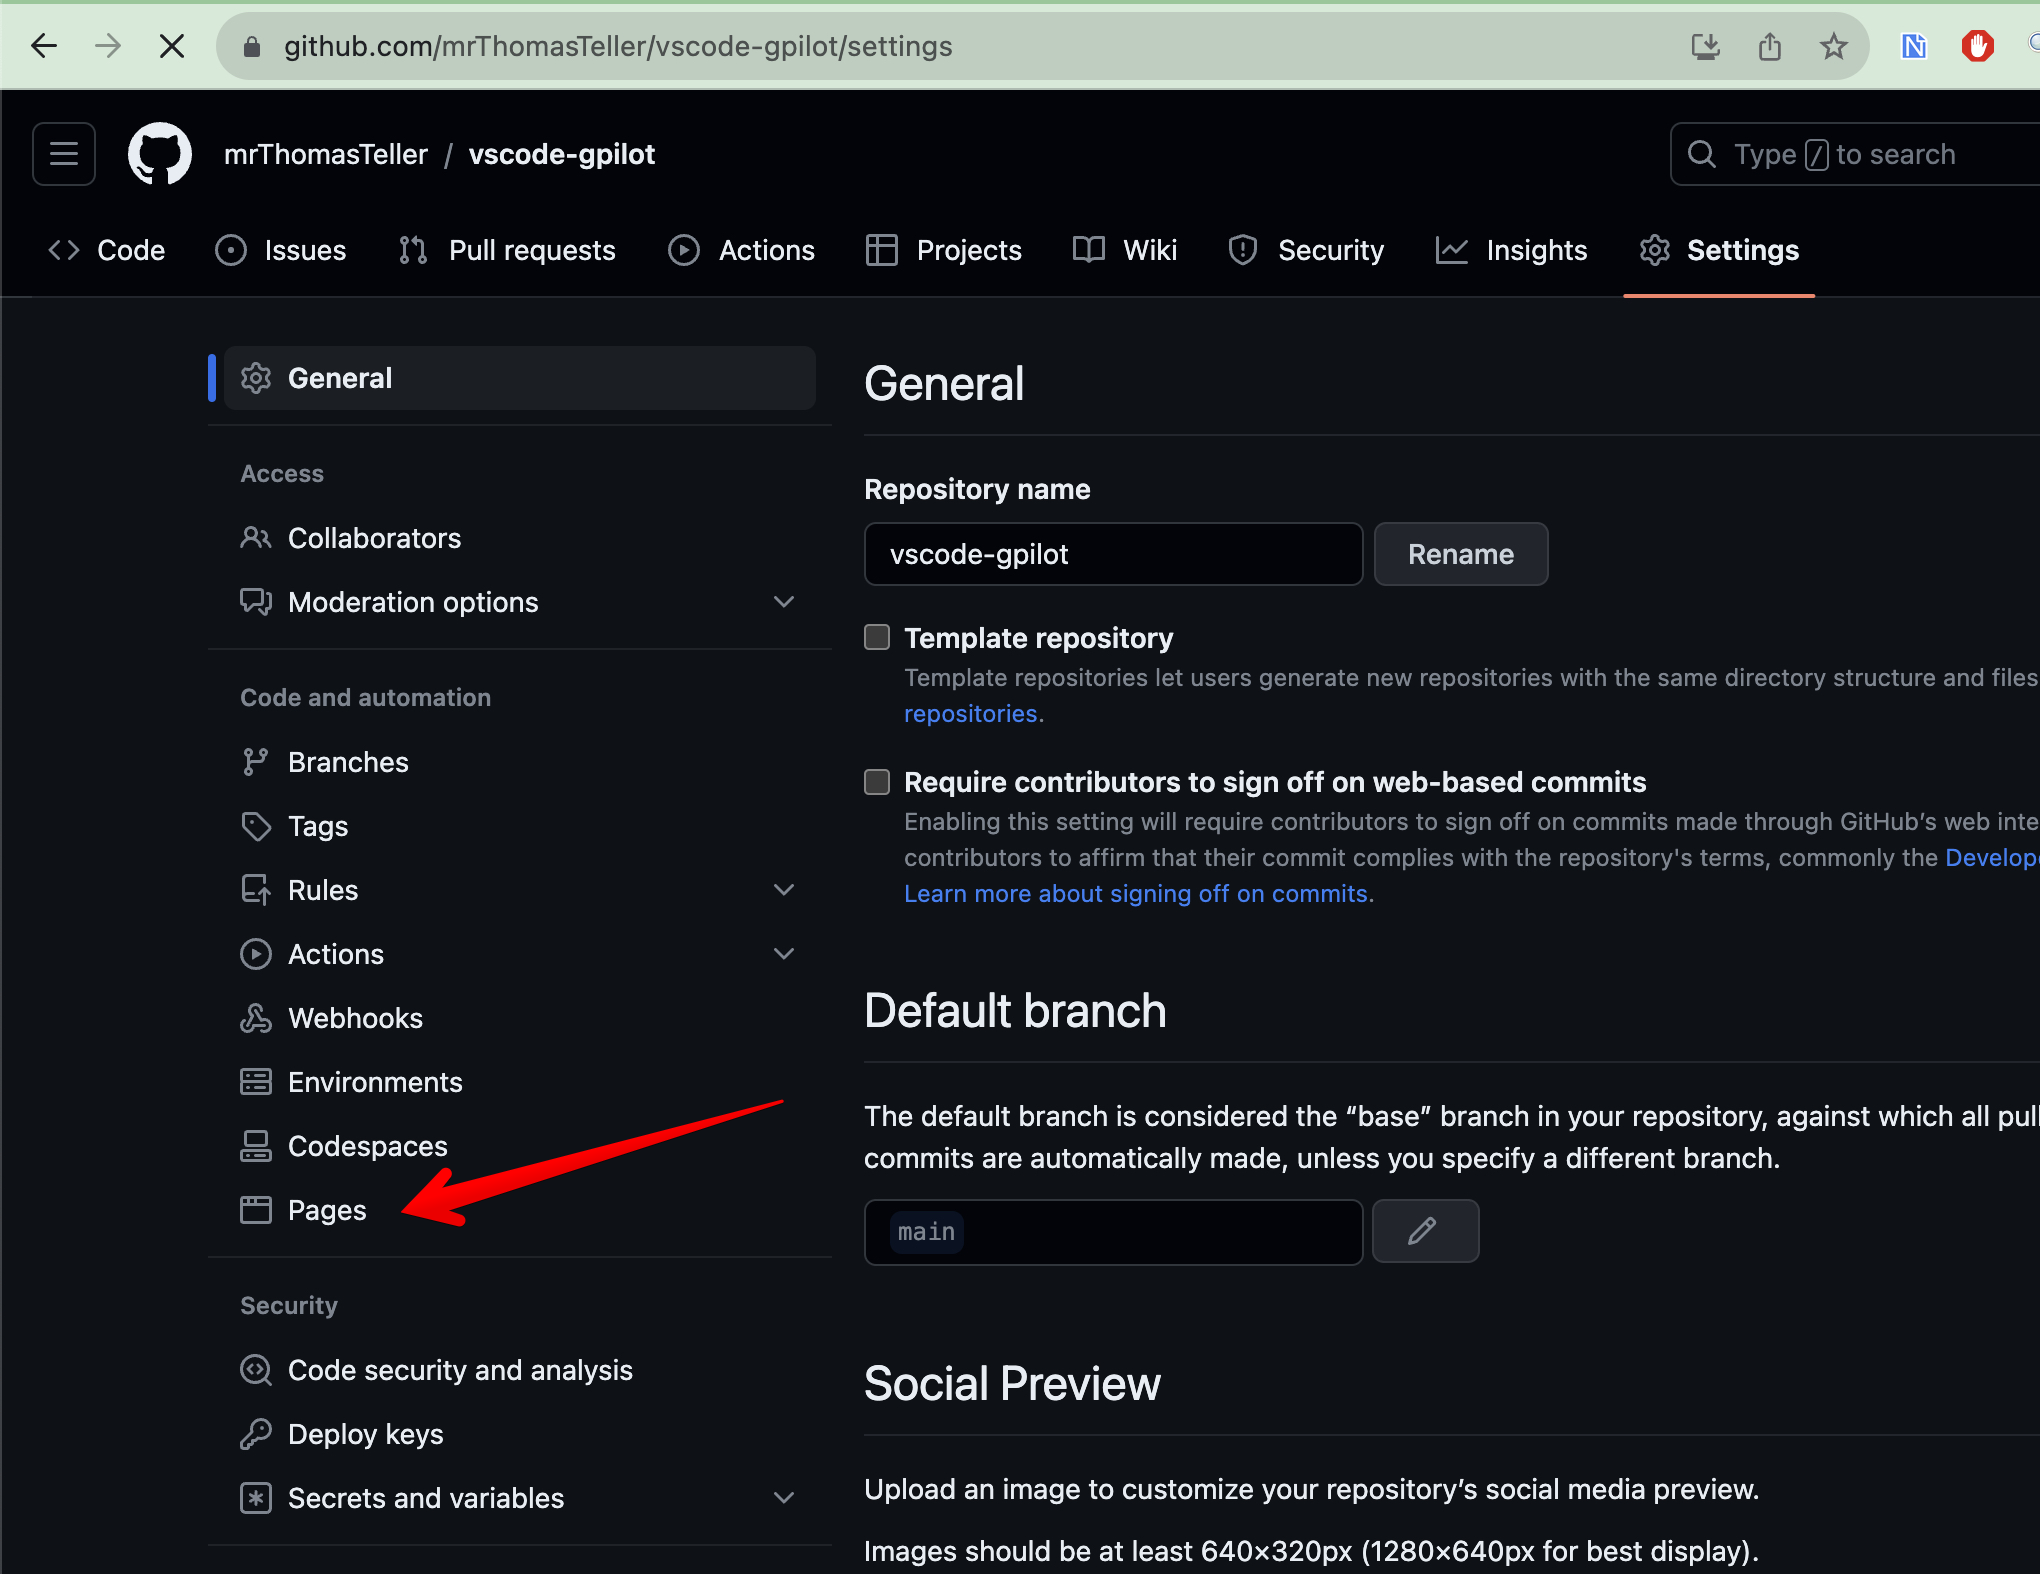 github.com/mrThomasTeller/vscode-gpilot/settings
mrThomasTeller / vscode-gpilot
Type / to search
Code
Issues
Pull requests
Actions
Projects
Wiki
Security
Insights
Settings
General
Access
Collaborators
Moderation options
Code and automation
Branches
Tags
Rules
Actions
Webhooks
Environments
Codespaces
Pages
Security
Code security and analysis
Deploy keys
Secrets and variables
General
Repository name
vscode-gpilot
Rename
Template repository
Template repositories let users generate new repositories with the same directory structure and files
repositories.
Require contributors to sign off on web-based commits
Enabling this setting will require contributors to sign off on commits made through GitHub’s web inte
contributors to affirm that their commit complies with the repository's terms, commonly the Develop
Learn more about signing off on commits.
Default branch
The default branch is considered the “base” branch in your repository, against which all pull
commits are automatically made, unless you specify a different branch.
main
Social Preview
Upload an image to customize your repository’s social media preview.
Images should be at least 640×320px (1280×640px for best display).